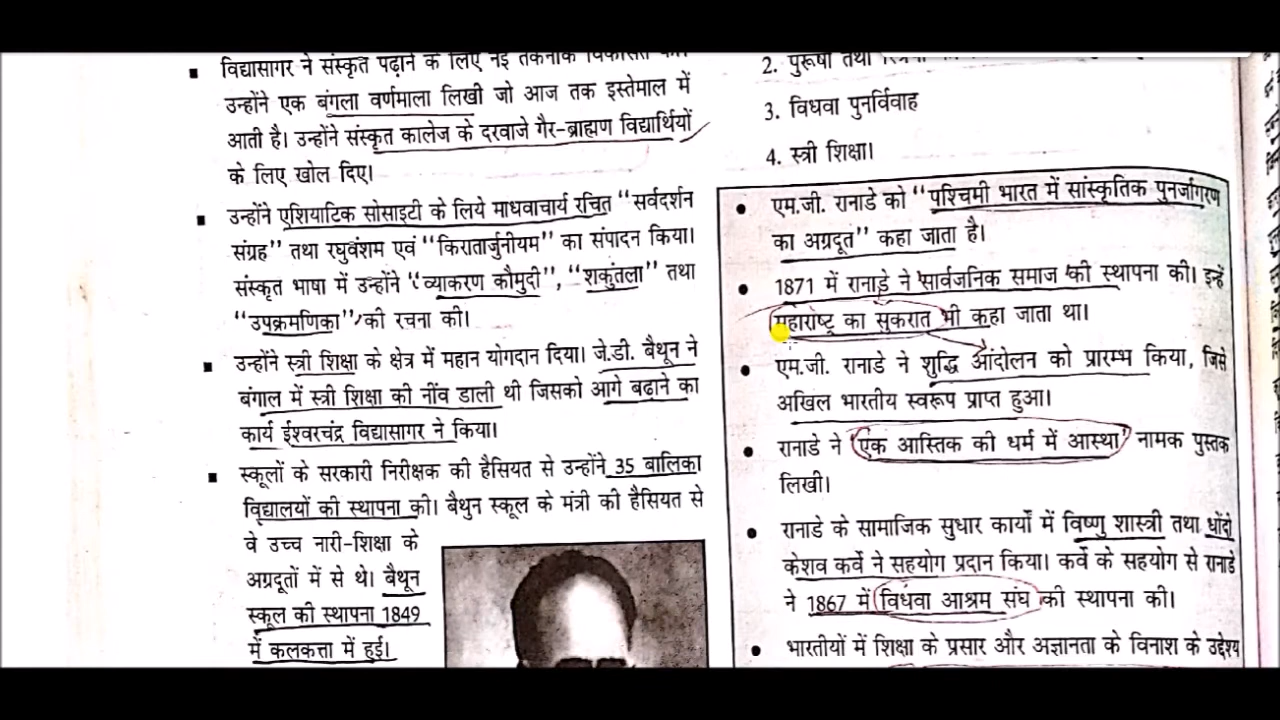 विद्यासागर ने संस्कृत पढ़ाने के लिए नई तकनीक विकसित की।
उन्होंने एक बंगला वर्णमाला लिखी जो आज तक इस्तेमाल में
आती है। उन्होंने संस्कृत कालेज के दरवाजे गैर-ब्राह्मण विद्यार्थियों
के लिए खोल दिए।
उन्होंने एशियाटिक सोसाइटी के लिये माधवाचार्य रचित “सर्वदर्शन
संग्रह” तथा रघुवंशम एवं “किरातार्जुनीयम” का संपादन किया।
संस्कृत भाषा में उन्होंने “व्याकरण कौमुदी”, “शकुंतला” तथा
“उपक्रमणिका” की रचना की।
उन्होंने स्त्री शिक्षा के क्षेत्र में महान योगदान दिया। जे.डी. बैथून ने
बंगाल में स्त्री शिक्षा की नींव डाली थी जिसको आगे बढाने का
कार्य ईश्वरचंद्र विद्यासागर ने किया।
स्कूलों के सरकारी निरीक्षक की हैसियत से उन्होंने 35 बालिका
विद्यालयों की स्थापना की। बैथुन स्कूल के मंत्री की हैसियत से
वे उच्च नारी-शिक्षा के
अग्रदूतों में से थे। बैथून
स्कूल की स्थापना 1849
में कलकत्ता में हुई।
2. पुरूषों तथा
3. विधवा पुनर्विवाह
4. स्त्री शिक्षा।
एम.जी. रानाडे को “पश्चिमी भारत में सांस्कृतिक पुनर्जागरण
का अग्रदूत” कहा जाता है।
1871 में रानाडे ने ‘सार्वजनिक समाज’ की स्थापना की। इन्हें
महाराष्ट्र का सुकरात भी कहा जाता था।
एम.जी. रानाडे ने शुद्धि आंदोलन को प्रारम्भ किया, जिसे
अखिल भारतीय स्वरूप प्राप्त हुआ।
रानाडे ने ‘एक आस्तिक की धर्म में आस्था’ नामक पुस्तक
लिखी।
रानाडे के सामाजिक सुधार कार्यों में विष्णु शास्त्री तथा धोंदो
केशव कर्वे ने सहयोग प्रदान किया। कर्वे के सहयोग से रानाडे
ने 1867 में विधवा आश्रम संघ की स्थापना की।
भारतीयों में शिक्षा के प्रसार और अज्ञानता के विनाश के उद्देश्य